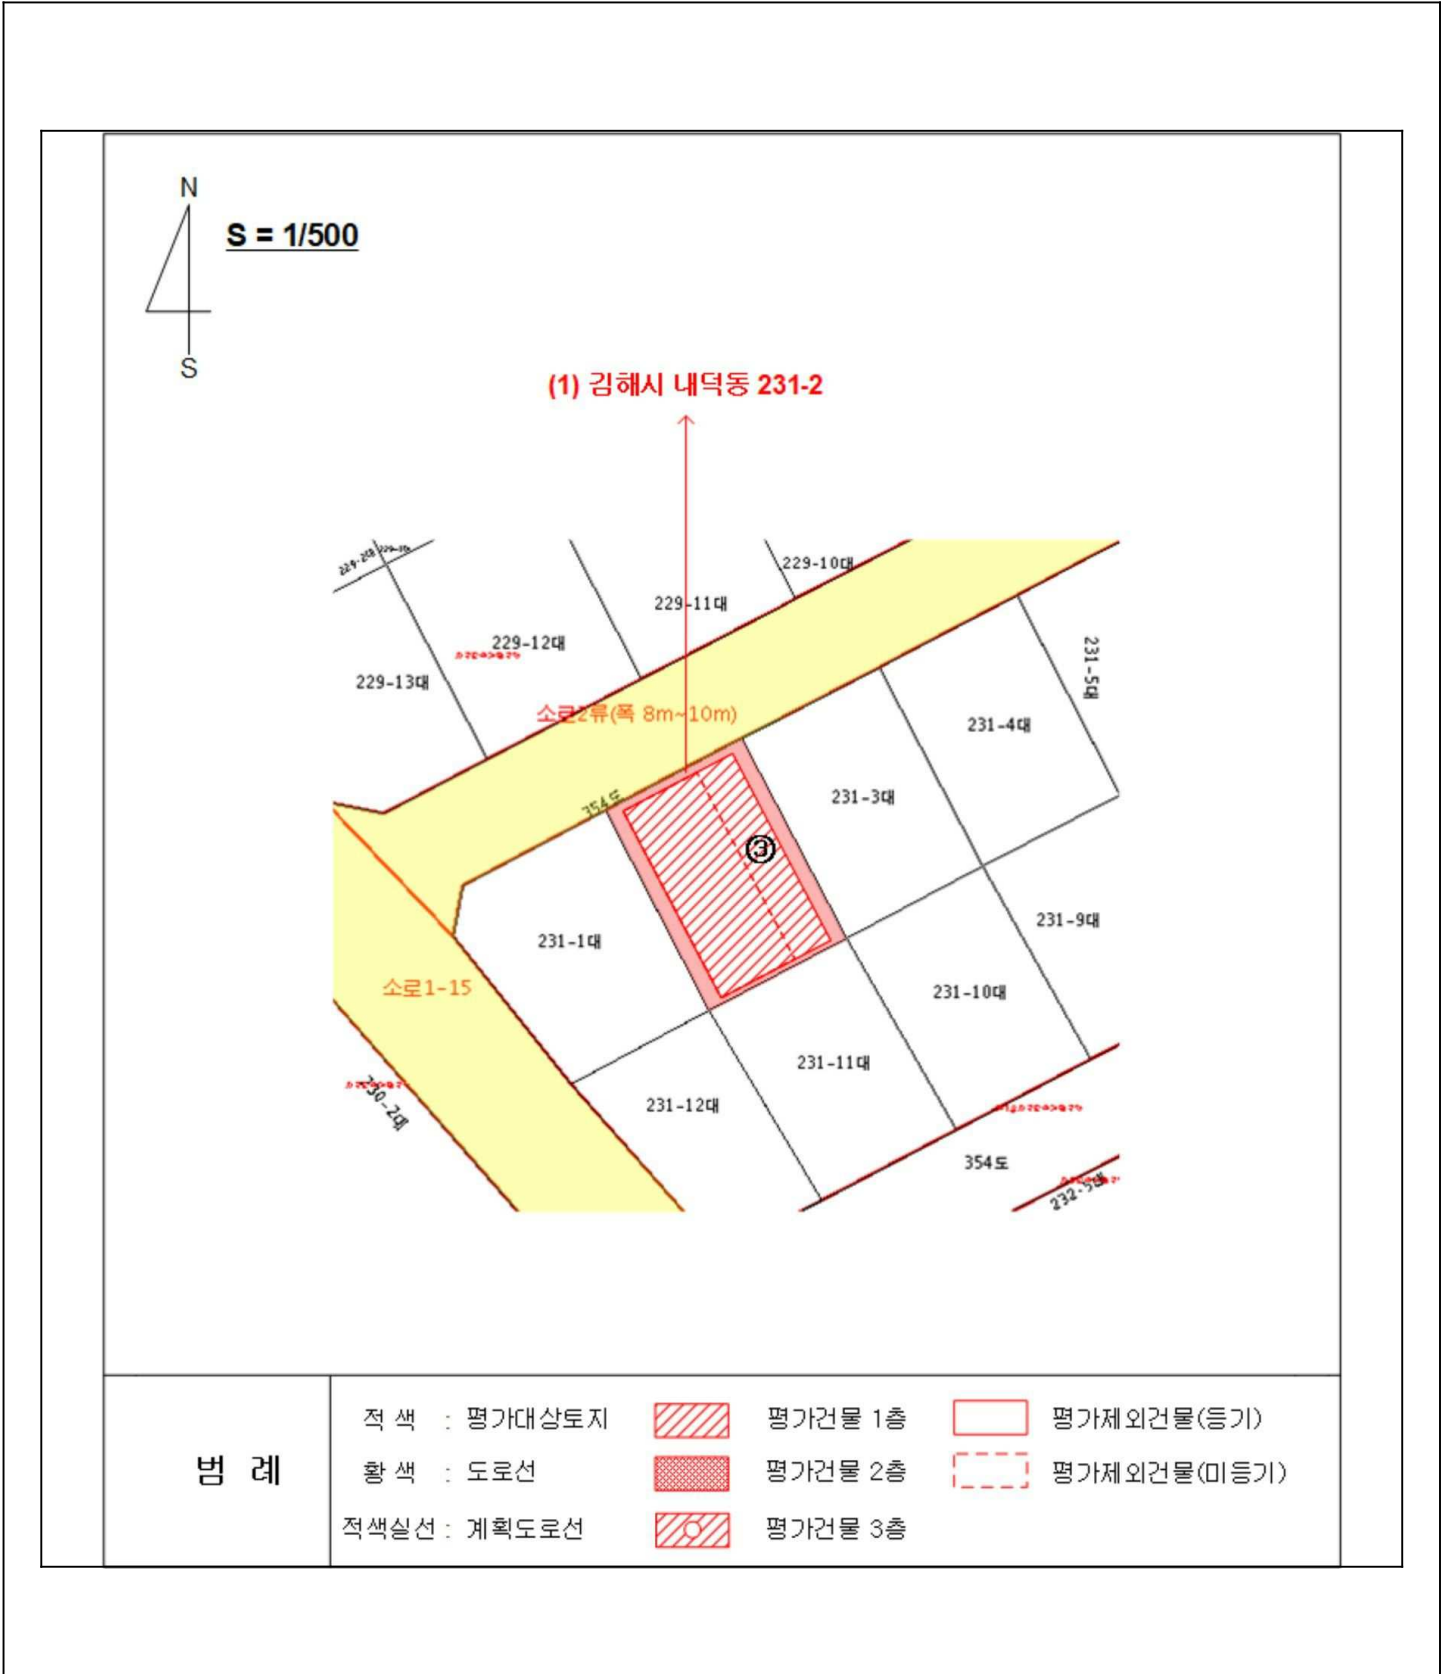 N
S = 1/500
S
(1) 김해시 내덕동 231-2
229-10대
229-11대
229-12대
231-5대
229-13대
소로2류(폭 8m~10m)
231-4대
354도
231-3대
③
231-9대
231-1대
소로1-15
231-10대
231-11대
230-2대
231-12대
354도
232-5대
범 례
적 색 : 평가대상토지
평가건물 1층
평가제외건물(등기)
황 색 : 도로선
평가건물 2층
평가제외건물(미등기)
적색실선 : 계획도로선
평가건물 3층